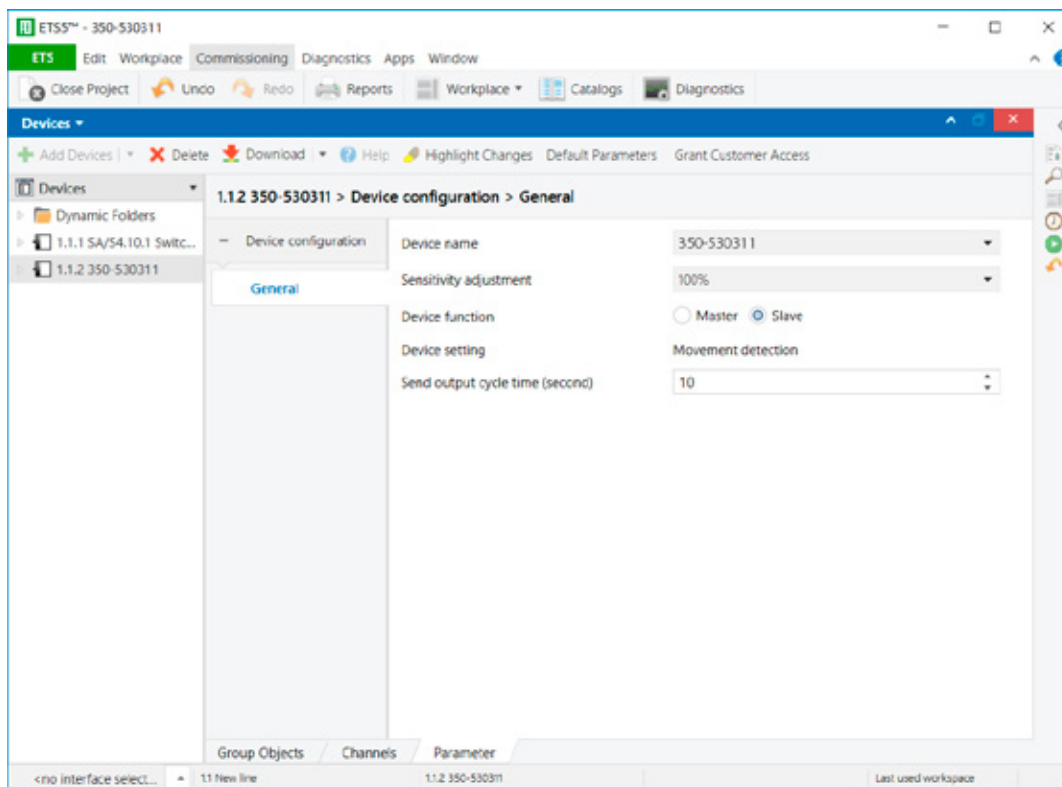 ETS5™ - 350-530311
ETS Edit Workplace Commissioning Diagnostics Apps Window
Close Project Undo Redo Reports Workplace Catalogs Diagnostics
Devices
Add Devices Delete Download Help Highlight Changes Default Parameters Grant Customer Access
Devices
Dynamic Folders
1.1.1 SA/S4.10.1 Switc...
1.1.2 350-530311
1.1.2 350-530311 > Device configuration > General
Device configuration
General
Device name 350-530311
Sensitivity adjustment 100%
Device function Master Slave
Device setting Movement detection
Send output cycle time (second) 10
Group Objects Channels Parameter
<no interface select... 1.1 New line 1.1.2 350-530311 Last used workspace